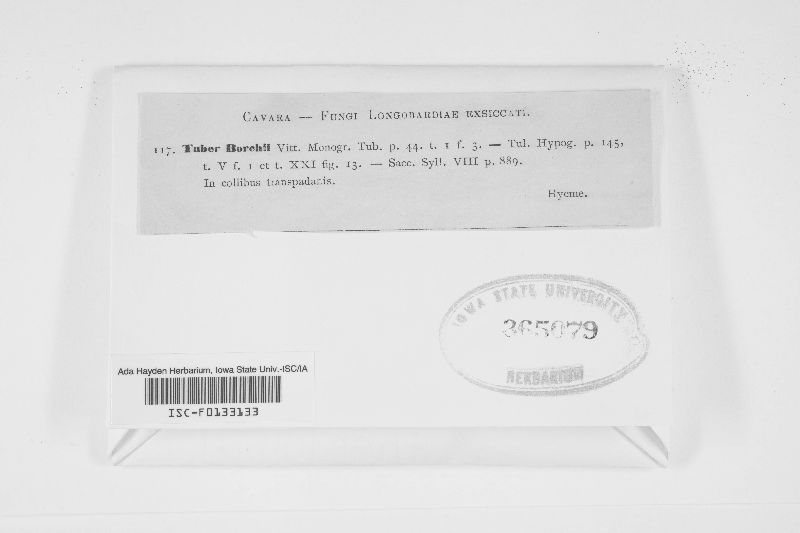 CAVARA — FUNGI LONGOBARDIAE EXSICCATI.
117. Tuber Borchii Vitt. Monogr. Tub. p. 44. t. 1 f. 3. — Tul. Hypog. p. 145,
t. V f. 1 et t. XXI fig. 13. — Sacc. Syll. VIII p. 889.
In collibus transpadanis.
Hyeme.
IOWA STATE UNIVERSITY
365079
HERBARIUM
Ada Hayden Herbarium, Iowa State Univ.-ISC/IA
ISC-F0133133